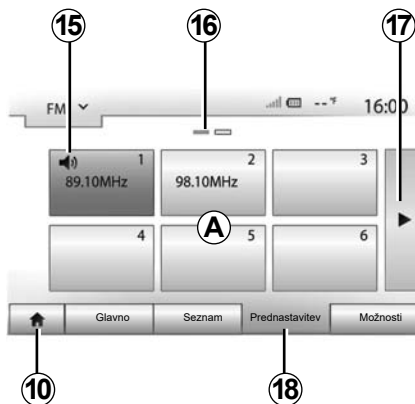 15 16 17
FM --°F 16:00
1 2 3
89.10MHz 98.10MHz
A
4 5 6
Glavno Seznam Prednastavitev Možnosti
10 18